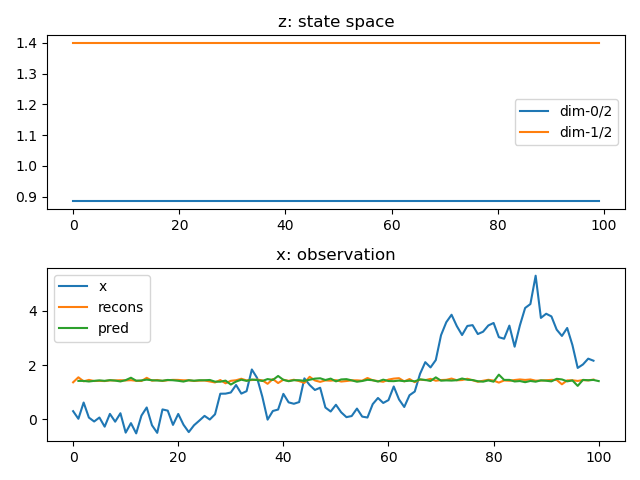 z: state space
1.4
1.3
1.2
1.1
1.0
0.9
dim-0/2
dim-1/2
0 20 40 60 80 100
x: observation
x
recons
pred
4
2
0
0 20 40 60 80 100